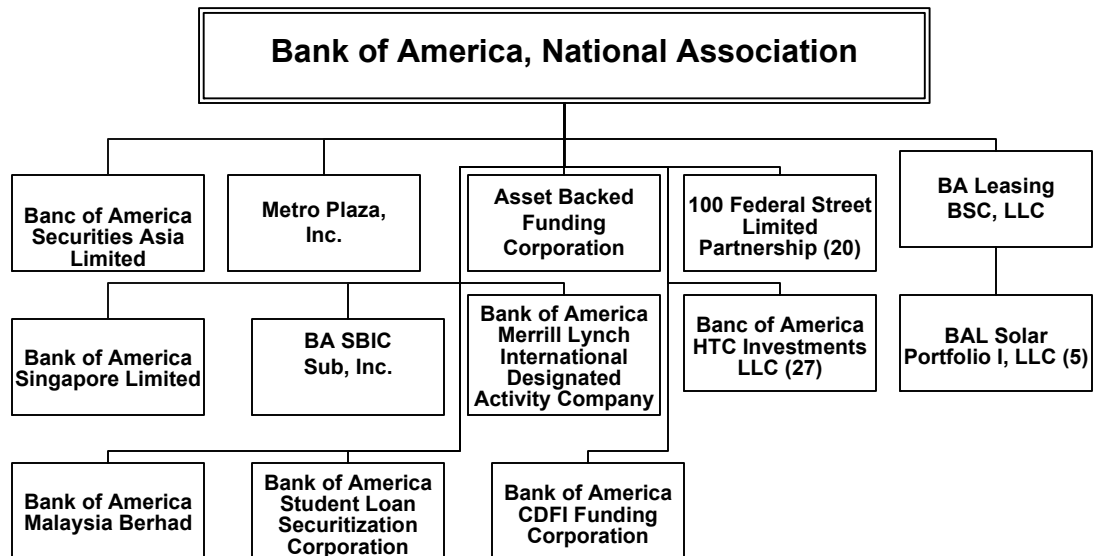 Bank of America, National Association
Banc of America
Securities Asia
Limited
Metro Plaza,
Inc.
Asset Backed
Funding
Corporation
100 Federal Street
Limited
Partnership (20)
BA Leasing
BSC, LLC
Bank of America
Singapore Limited
BA SBIC
Sub, Inc.
Bank of America
Merrill Lynch
International
Designated
Activity Company
Banc of America
HTC Investments
LLC (27)
BAL Solar
Portfolio I, LLC (5)
Bank of America
Malaysia Berhad
Bank of America
Student Loan
Securitization
Corporation
Bank of America
CDFI Funding
Corporation